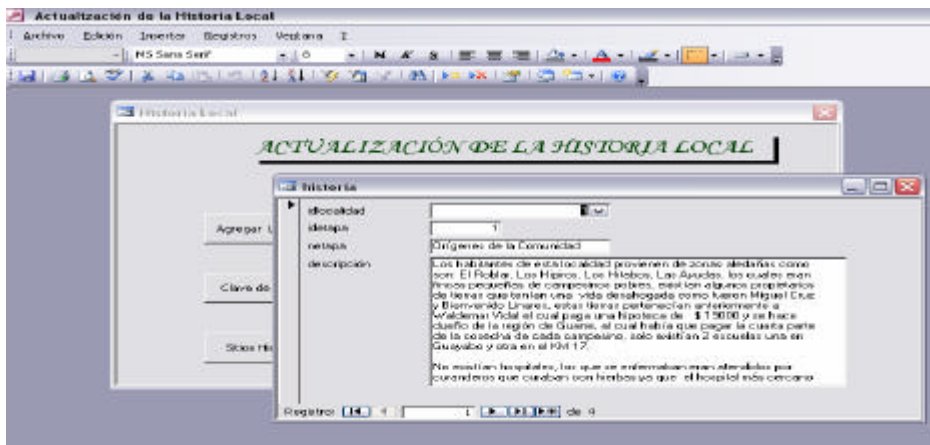 Actualización de la Historia Local
Archivo Edición Insertar Registros Ventana ?
MS Sans Serif 8 N K S
Historia Local
ACTUALIZACIÓN DE LA HISTORIA LOCAL
historia
Agregar L
Clave de
Sitios His
idlocalidad 1
idetapa 1
netapa Orígenes de la Comunidad
descripción
Los habitantes de esta localidad provienen de zonas aledañas como
son: El Roblar, Los Hipiros, Los Hitabos, Las Ayudas, los cuales eran
fincas pequeñas de campesinos pobres, existían algunos propietarios
de tierras que tenían una vida desahogada como fueron Miguel Cruz
y Bienvenido Linares, estas tierras pertenecían anteriormente a
Waldemar Vidal el cual paga una hipoteca de $ 15000 y se hace
dueño de la región de Guane, al cual había que pagar la cuarta parte
de la cosecha de cada campesino, solo existían 2 escuelas una en
Guayabo y otra en el KM 17.
No existían hospitales, los que se enfermaban eran atendidos por
curanderos que curaban con hierbas ya que el hospital más cercano
Registro: 1 de 4